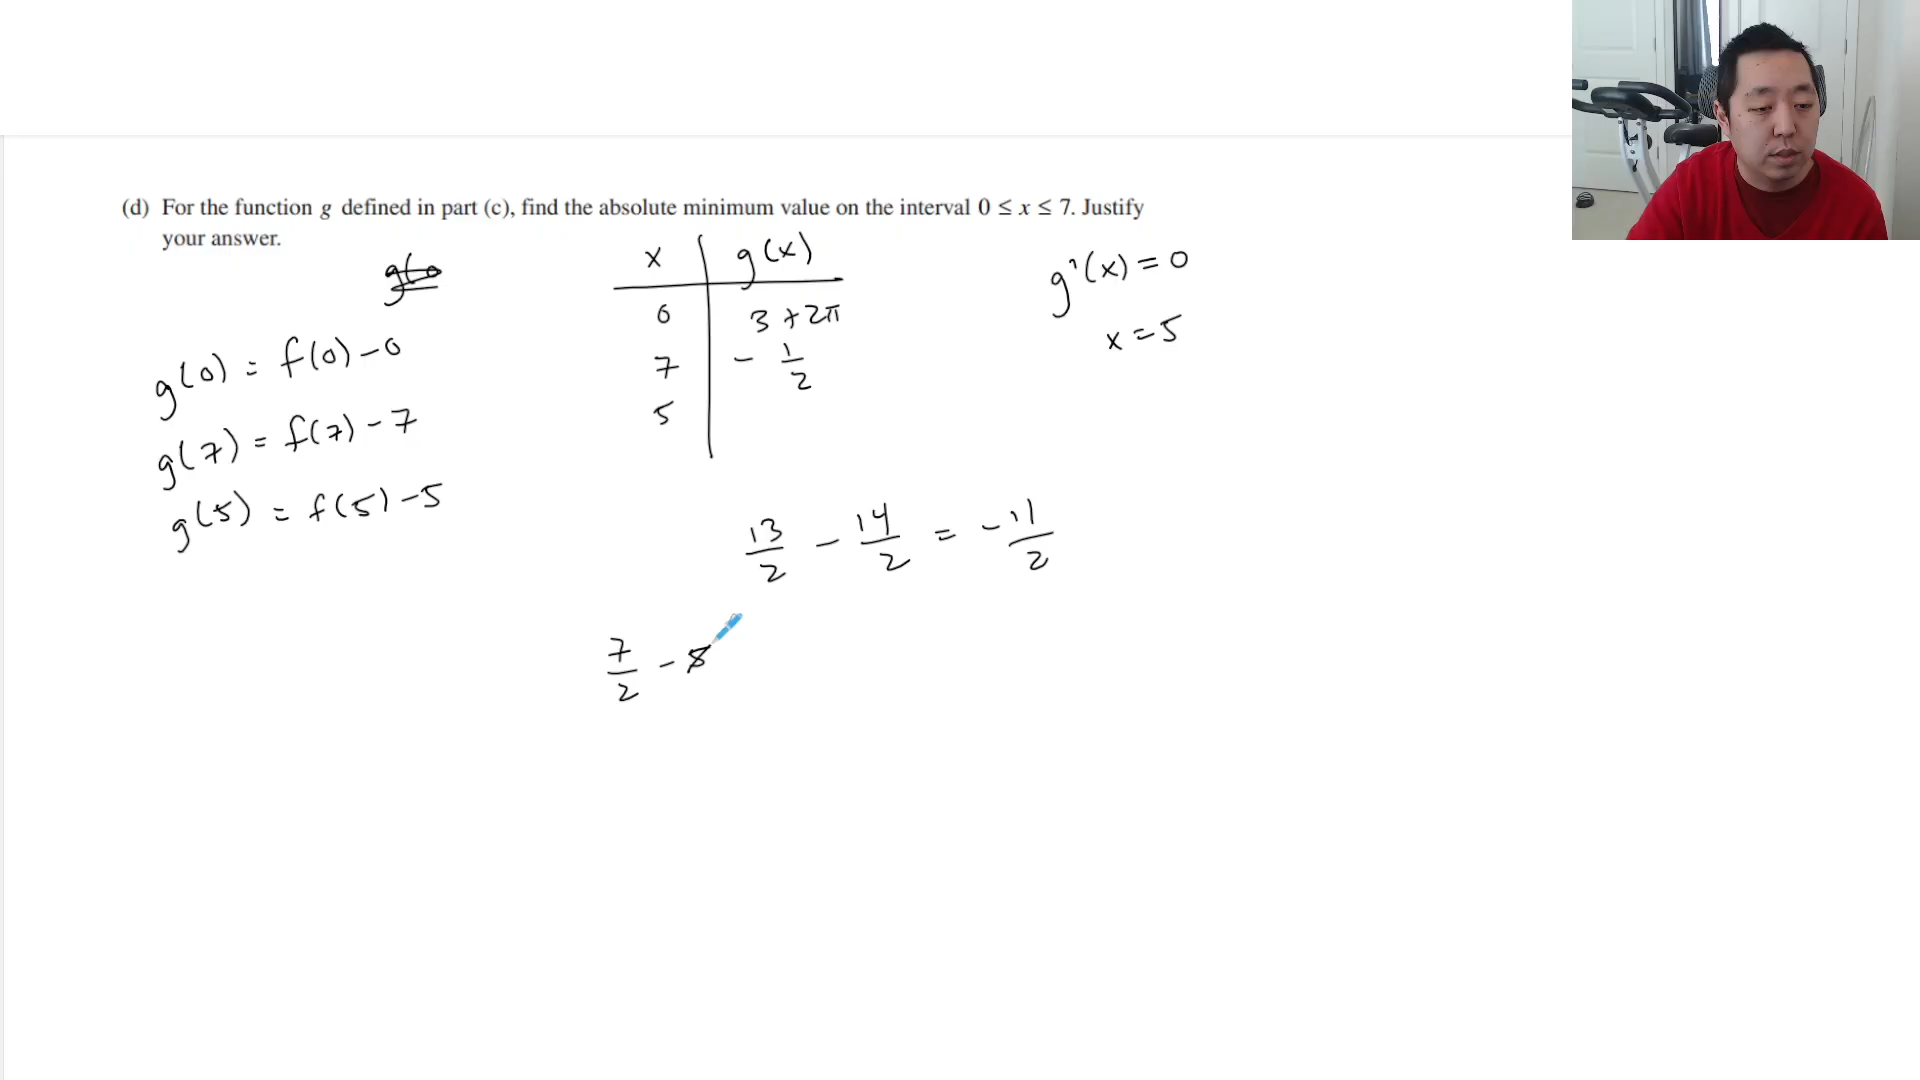 (d) For the function g defined in part (c), find the absolute minimum value on the interval 0 ≤ x ≤ 7. Justify
your answer.
g(0
x | g(x)
0 | 3 + 2π
7 | - 1/2
5 |
g'(x) = 0
x = 5
g(0) = f(0) - 0
g(7) = f(7) - 7
g(5) = f(5) - 5
13/2 - 14/2 = - 11/2
7/2 - 8